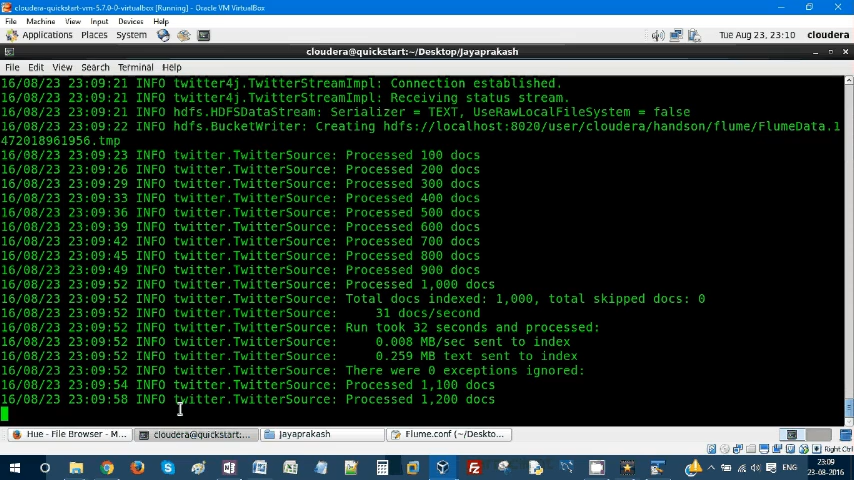 cloudera-quickstart-vm-5.7.0-0-virtualbox [Running] - Oracle VM VirtualBox
File Machine View Input Devices Help
Applications Places System Tue Aug 23, 23:10 cloudera
cloudera@quickstart:~/Desktop/Jayaprakash
File Edit View Search Terminal Help
16/08/23 23:09:21 INFO twitter4j.TwitterStreamImpl: Connection established.
16/08/23 23:09:21 INFO twitter4j.TwitterStreamImpl: Receiving status stream.
16/08/23 23:09:21 INFO hdfs.HDFSDataStream: Serializer = TEXT, UseRawLocalFileSystem = false
16/08/23 23:09:22 INFO hdfs.BucketWriter: Creating hdfs://localhost:8020/user/cloudera/handson/flume/FlumeData.1
472018961956.tmp
16/08/23 23:09:23 INFO twitter.TwitterSource: Processed 100 docs
16/08/23 23:09:26 INFO twitter.TwitterSource: Processed 200 docs
16/08/23 23:09:29 INFO twitter.TwitterSource: Processed 300 docs
16/08/23 23:09:33 INFO twitter.TwitterSource: Processed 400 docs
16/08/23 23:09:36 INFO twitter.TwitterSource: Processed 500 docs
16/08/23 23:09:39 INFO twitter.TwitterSource: Processed 600 docs
16/08/23 23:09:42 INFO twitter.TwitterSource: Processed 700 docs
16/08/23 23:09:45 INFO twitter.TwitterSource: Processed 800 docs
16/08/23 23:09:49 INFO twitter.TwitterSource: Processed 900 docs
16/08/23 23:09:52 INFO twitter.TwitterSource: Processed 1,000 docs
16/08/23 23:09:52 INFO twitter.TwitterSource: Total docs indexed: 1,000, total skipped docs: 0
16/08/23 23:09:52 INFO twitter.TwitterSource: 31 docs/second
16/08/23 23:09:52 INFO twitter.TwitterSource: Run took 32 seconds and processed:
16/08/23 23:09:52 INFO twitter.TwitterSource: 0.008 MB/sec sent to index
16/08/23 23:09:52 INFO twitter.TwitterSource: 0.259 MB text sent to index
16/08/23 23:09:52 INFO twitter.TwitterSource: There were 0 exceptions ignored:
16/08/23 23:09:54 INFO twitter.TwitterSource: Processed 1,100 docs
16/08/23 23:09:58 INFO twitter.TwitterSource: Processed 1,200 docs
Hue - File Browser - M... cloudera@quickstart:... Jayaprakash Flume.conf (~/Deskto...
Right Ctrl
ENG 23:09
23-08-2016